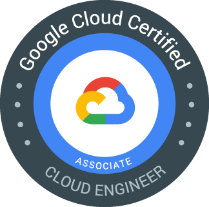 Google Cloud Certified
ASSOCIATE
CLOUD ENGINEER